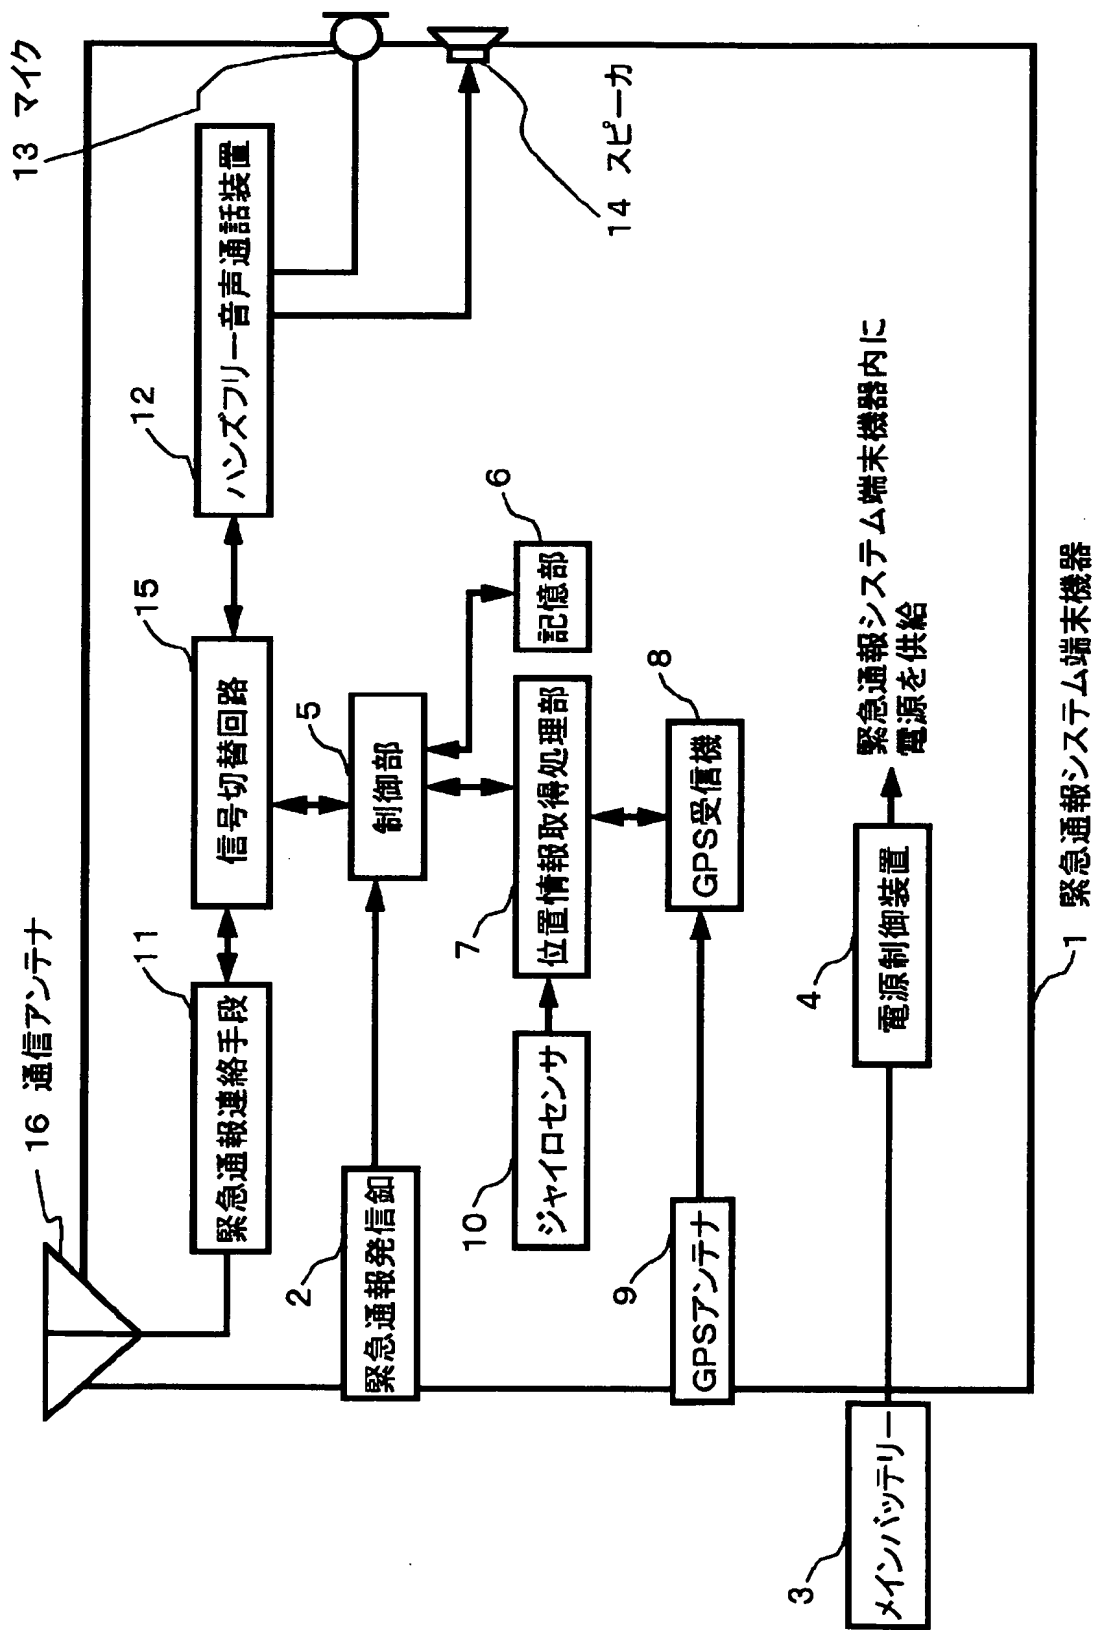 16 通信アンテナ
13 マイク
11
緊急通報連絡手段
15
信号切替回路
12
ハンズフリー音声通話装置
14 スピーカ
2
緊急通報発信釦
5
制御部
10
ジャイロセンサ
7
位置情報取得処理部
6
記憶部
9
GPSアンテナ
8
GPS受信機
3
メインバッテリー
4
電源制御装置
緊急通報システム端末機器内に
電源を供給
1 緊急通報システム端末機器